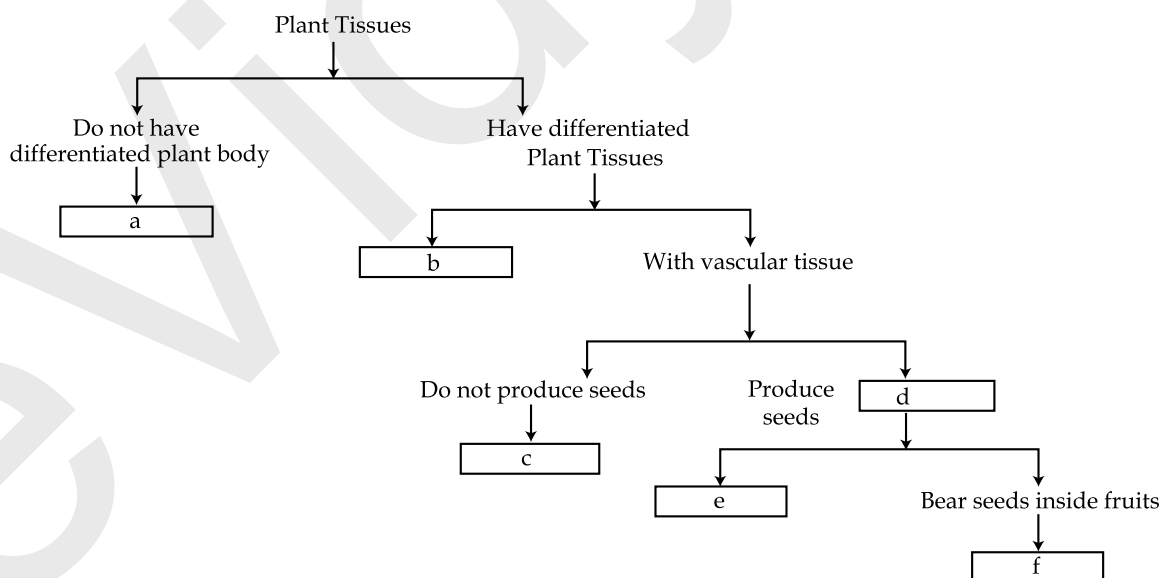 Plant Tissues
Do not have
differentiated plant body
Have differentiated
Plant Tissues
a
b
With vascular tissue
Do not produce seeds
Produce
seeds
d
c
e
Bear seeds inside fruits
f